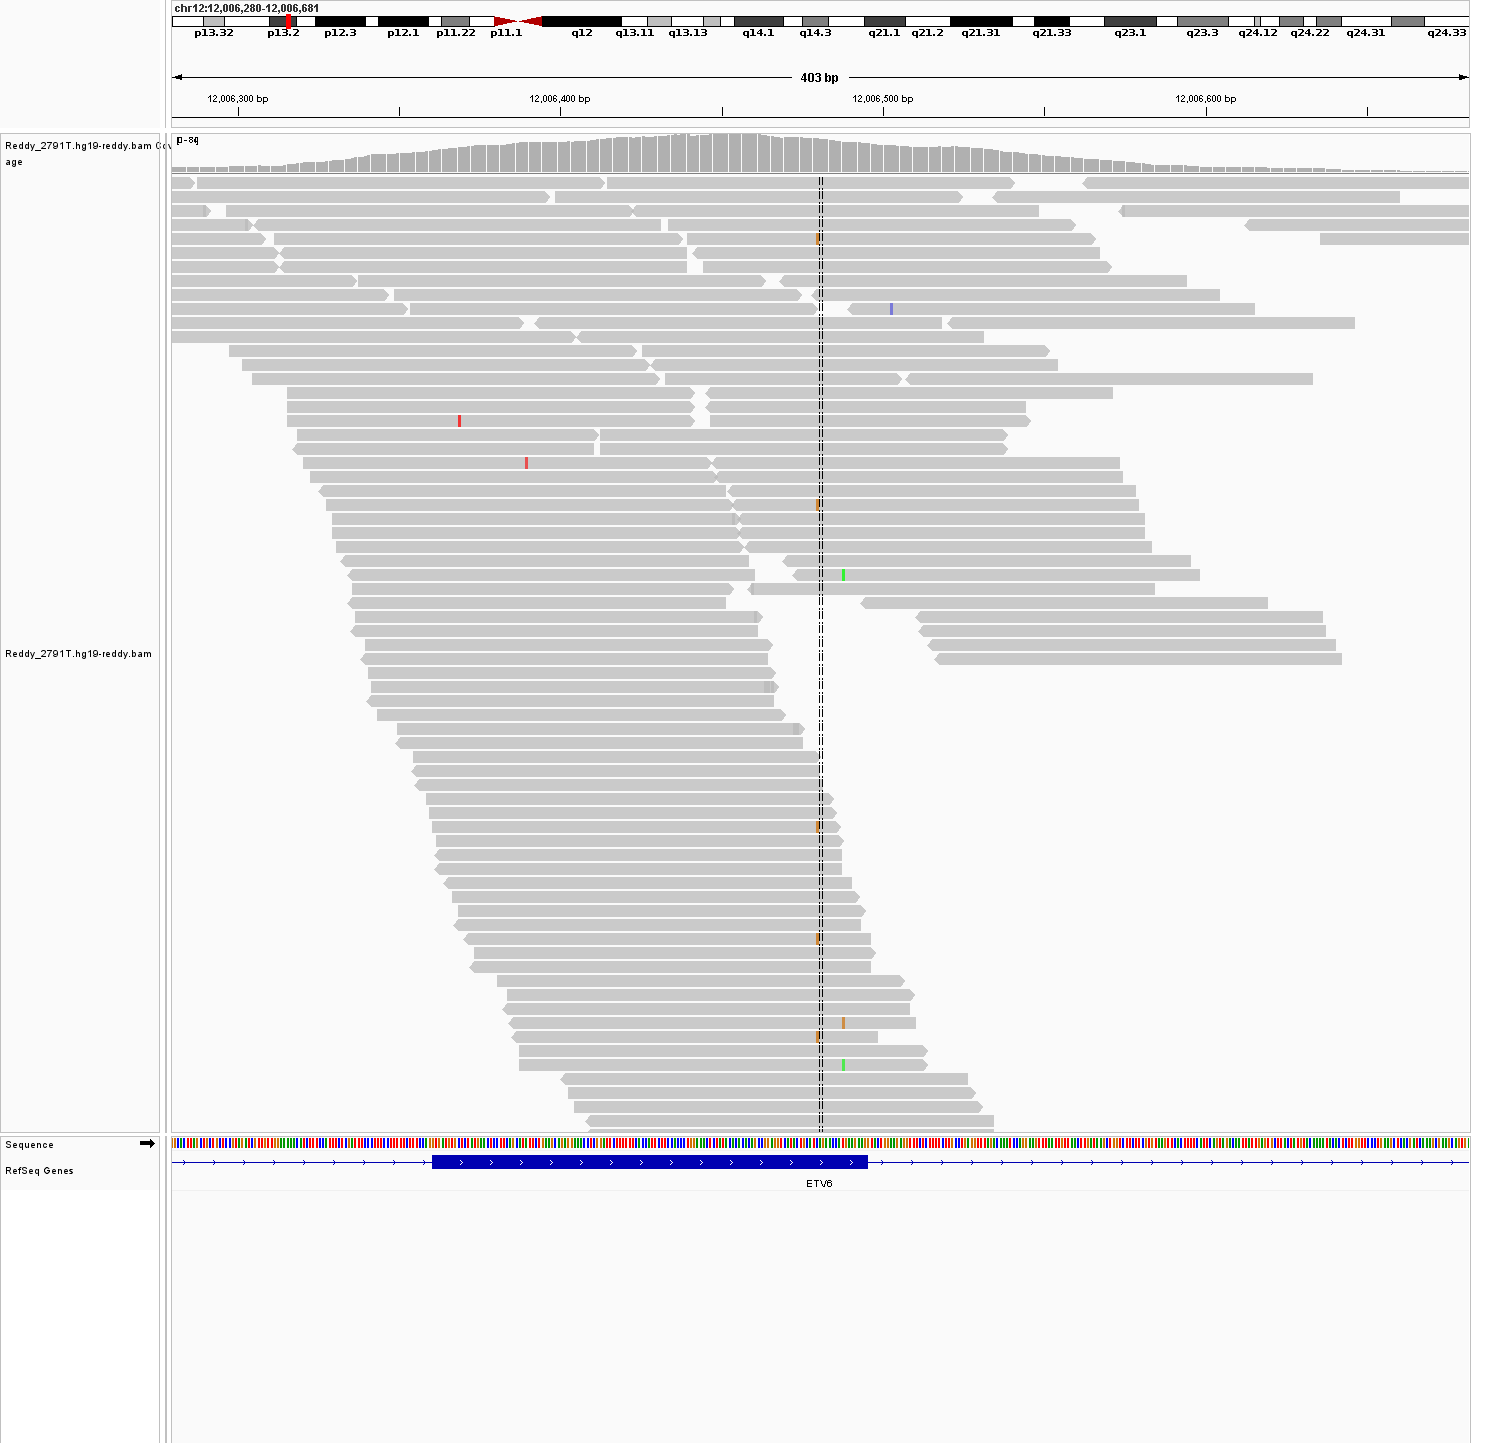 chr12:12,006,280-12,006,681
p13.32 p13.2 p12.3 p12.1 p11.22 p11.1 q12 q13.11 q13.13 q14.1 q14.3 q21.1 q21.2 q21.31 q21.33 q23.1 q23.3 q24.12 q24.22 q24.31 q24.33
403 bp
12,006,300 bp 12,006,400 bp 12,006,500 bp 12,006,600 bp
Reddy_2791T.hg19-reddy.bam Cov
age
Reddy_2791T.hg19-reddy.bam
Sequence
RefSeq Genes
ETV6